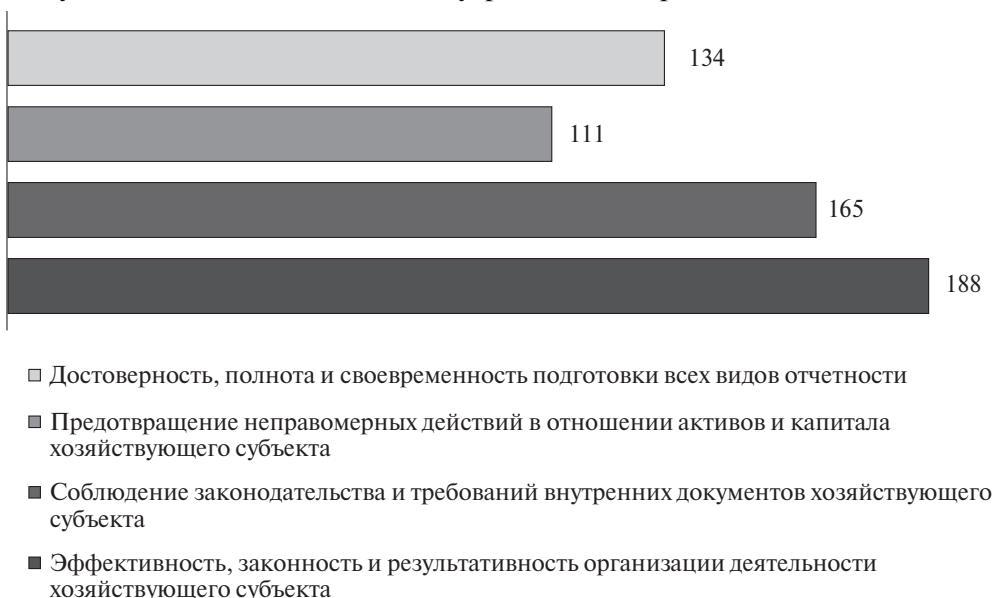 134
111
165
188
Достоверность, полнота и своевременность подготовки всех видов отчетности
Предотвращение неправомерных действий в отношении активов и капитала
хозяйствующего субъекта
Соблюдение законодательства и требований внутренних документов хозяйствующего
субъекта
Эффективность, законность и результативность организации деятельности
хозяйствующего субъекта